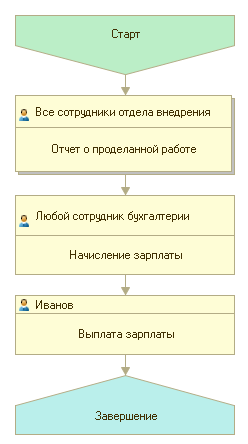 Старт
Все сотрудники отдела внедрения
Отчет о проделанной работе
Любой сотрудник бухгалтерии
Начисление зарплаты
Иванов
Выплата зарплаты
Завершение